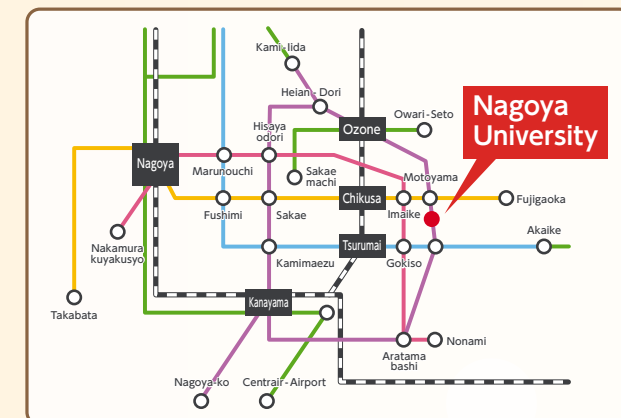 Kami-Iida
Heian-Dori
Owari-Seto
Nagoya
University
Hisaya
odori
Ozone
Nagoya
Marunouchi
Sakae
machi
Motoyama
Fushimi
Sakae
Chikusa
Imaike
Fujigaoka
Nakamura
kuyakusyo
Akaike
Tsurumai
Kamimaezu
Gokiso
Takabata
Kanayama
Nonami
Aratama
bashi
Nagoya-ko
Centrair-Airport